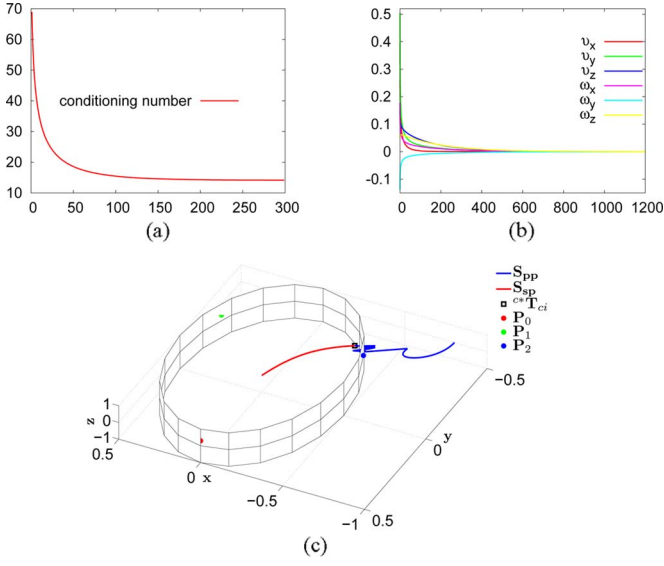 70
60
50
40
30
20
10
conditioning number
0 50 100 150 200 250 300
(a)
0.5
0.4
0.3
0.2
0.1
0
-0.1
υx
υy
υz
ωx
ωy
ωz
0 200 400 600 800 1000 1200
(b)
Spp
Ssp
c*Tci
P0
P1
P2
1
0
−1
z
0.5
0
x
−0.5
−1
0.5
0
y
−0.5
(c)